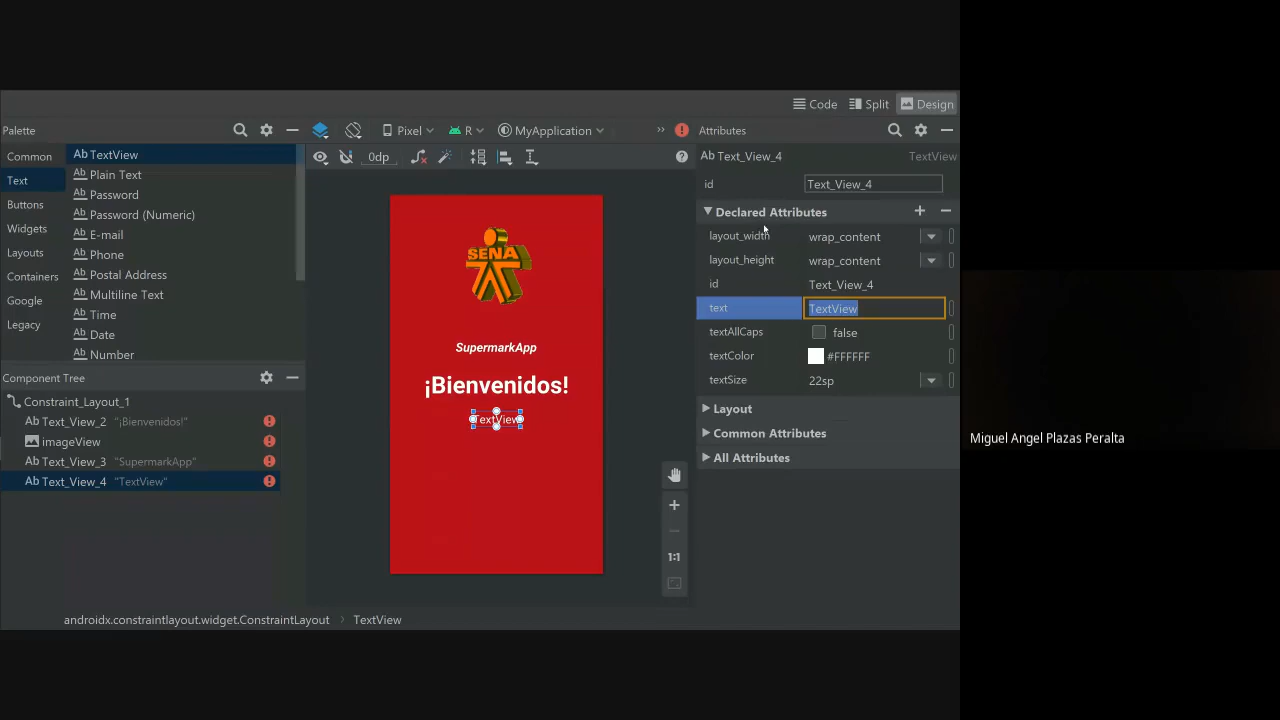 Code
Split
Design
Palette
Pixel
R
MyApplication
Attributes
Common
Text
Buttons
Widgets
Layouts
Containers
Google
Legacy
Ab TextView
Ab Plain Text
Ab Password
Ab Password (Numeric)
Ab E-mail
Ab Phone
Ab Postal Address
Ab Multiline Text
Ab Time
Ab Date
Ab Number
0dp
Ab Text_View_4
TextView
id
Text_View_4
Declared Attributes
layout_width
wrap_content
layout_height
wrap_content
id
Text_View_4
text
TextView
textAllCaps
false
textColor
#FFFFFF
textSize
22sp
Layout
Common Attributes
All Attributes
SENA
SupermarkApp
¡Bienvenidos!
TextView
1:1
Component Tree
Constraint_Layout_1
Ab Text_View_2 "¡Bienvenidos!"
imageView
Ab Text_View_3 "SupermarkApp"
Ab Text_View_4 "TextView"
androidx.constraintlayout.widget.ConstraintLayout > TextView
Miguel Angel Plazas Peralta